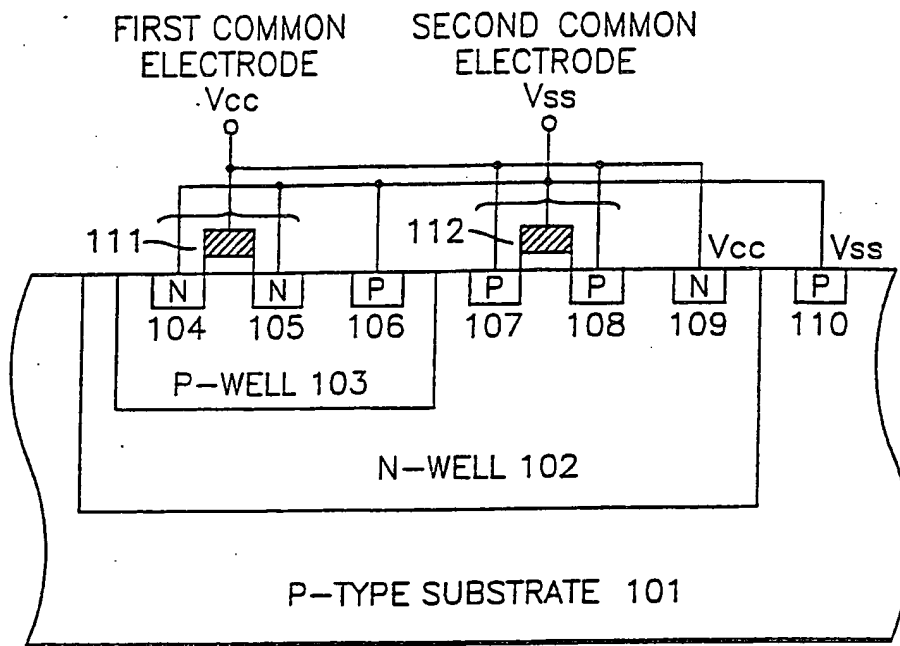 FIRST COMMON
ELECTRODE
Vcc
SECOND COMMON
ELECTRODE
Vss
111
112
Vcc
Vss
N
N
P
P
P
N
P
104
105
106
107
108
109
110
P-WELL 103
N-WELL 102
P-TYPE SUBSTRATE 101